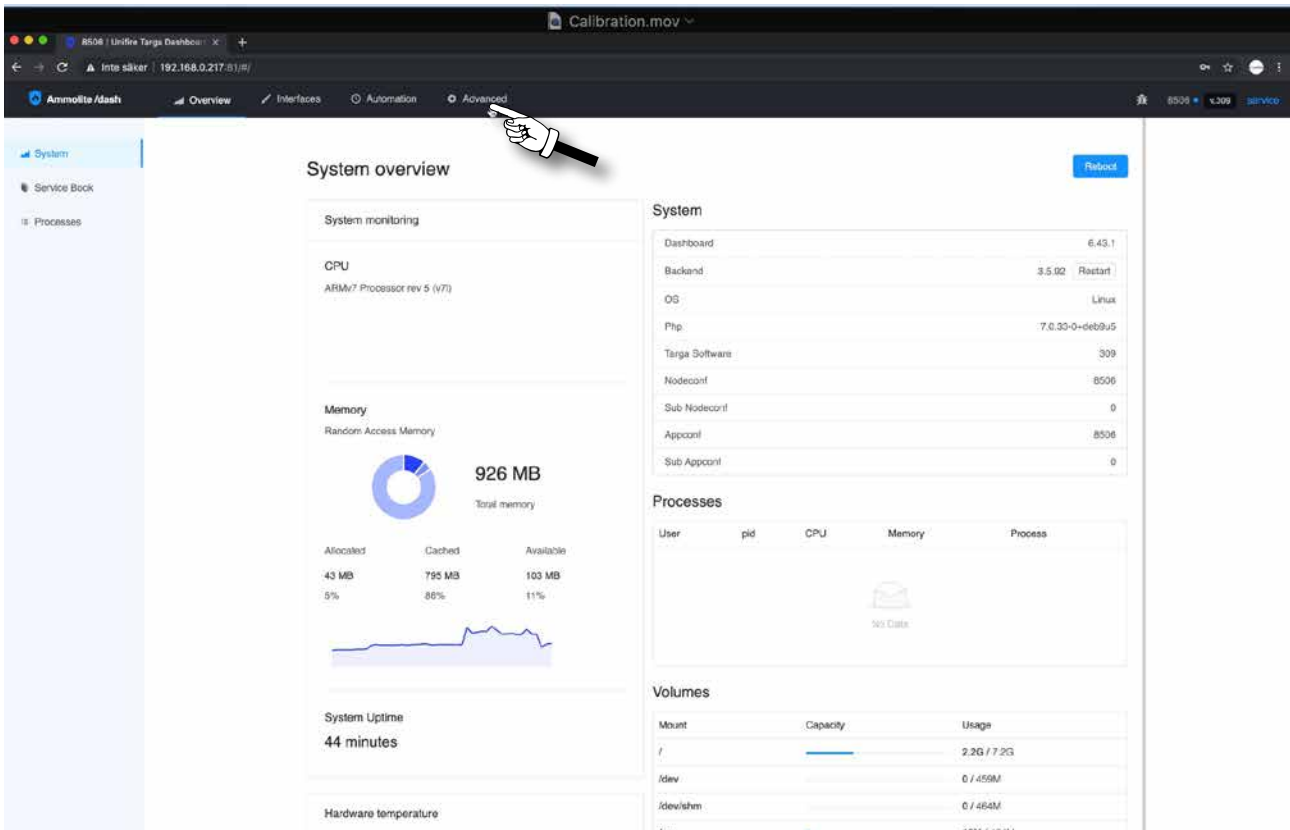 Calibration.mov
8506 | Unifire Targa Dashboar
Inte säker 192.168.0.217:81/#/
Ammolite /dash Overview Interfaces Automation Advanced 8506 v.309 service
System
Service Book
Processes
System overview
Reboot
System monitoring
CPU
ARMv7 Processor rev 5 (v7l)
Memory
Random Access Memory
926 MB
Total memory
Allocated Cached Available
43 MB 795 MB 103 MB
5% 86% 11%
System Uptime
44 minutes
Hardware temperature
System
Dashboard 6.43.1
Backend 3.5.92 Restart
OS Linux
Php 7.0.33-0+deb9u5
Targa Software 309
Nodeconf 8506
Sub Nodeconf 0
Appconf 8506
Sub Appconf 0
Processes
User pid CPU Memory Process
No Data
Volumes
Mount Capacity Usage
/ 2.2G / 7.2G
/dev 0 / 459M
/dev/shm 0 / 464M